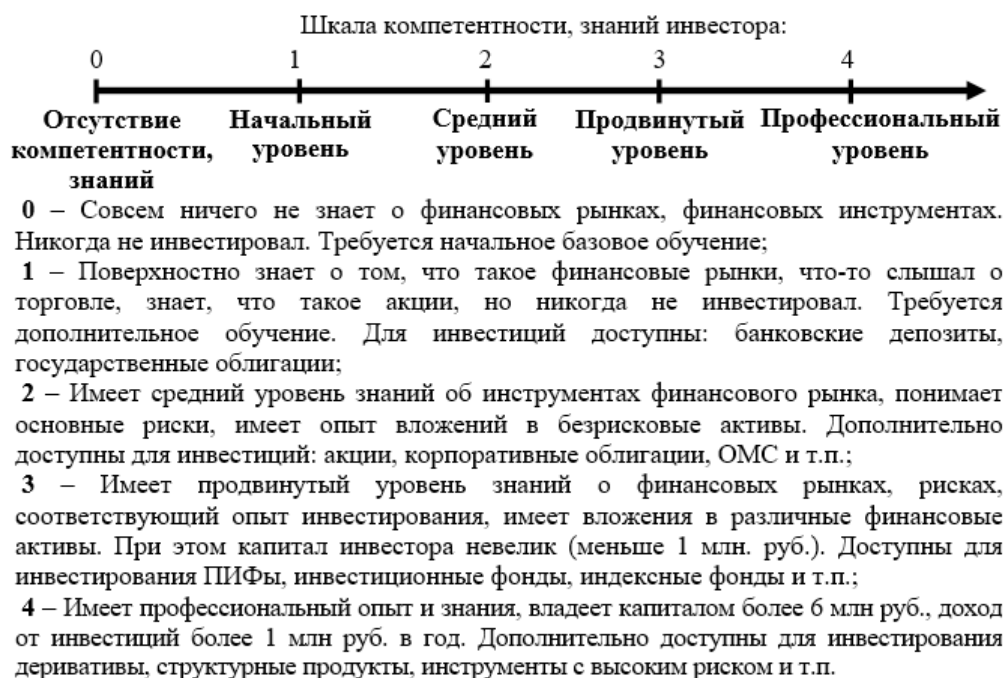 Шкала компетентности, знаний инвестора:
0 1 2 3 4
Отсутствие компетентности, знаний
Начальный уровень
Средний уровень
Продвинутый уровень
Профессиональный уровень
0 – Совсем ничего не знает о финансовых рынках, финансовых инструментах.
Никогда не инвестировал. Требуется начальное базовое обучение;
1 – Поверхностно знает о том, что такое финансовые рынки, что-то слышал о
торговле, знает, что такое акции, но никогда не инвестировал. Требуется
дополнительное обучение. Для инвестиций доступны: банковские депозиты,
государственные облигации;
2 – Имеет средний уровень знаний об инструментах финансового рынка, понимает
основные риски, имеет опыт вложений в безрисковые активы. Дополнительно
доступны для инвестиций: акции, корпоративные облигации, ОМС и т.п.;
3 – Имеет продвинутый уровень знаний о финансовых рынках, рисках,
соответствующий опыт инвестирования, имеет вложения в различные финансовые
активы. При этом капитал инвестора невелик (меньше 1 млн. руб.). Доступны для
инвестирования ПИФы, инвестиционные фонды, индексные фонды и т.п.;
4 – Имеет профессиональный опыт и знания, владеет капиталом более 6 млн руб., доход
от инвестиций более 1 млн руб. в год. Дополнительно доступны для инвестирования
деривативы, структурные продукты, инструменты с высоким риском и т.п.